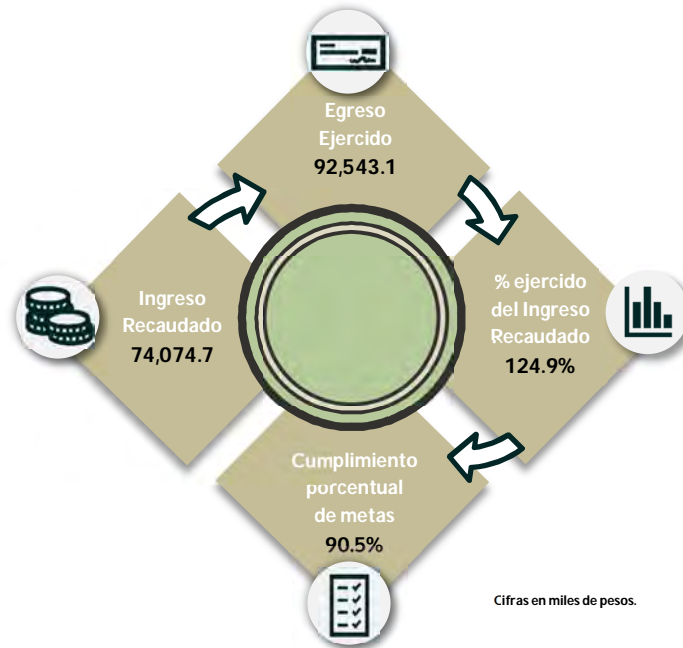 Egreso
Ejercido
92,543.1
Ingreso
Recaudado
74,074.7
% ejercido
del Ingreso
Recaudado
124.9%
Cumplimiento
porcentual
de metas
90.5%
Cifras en miles de pesos.